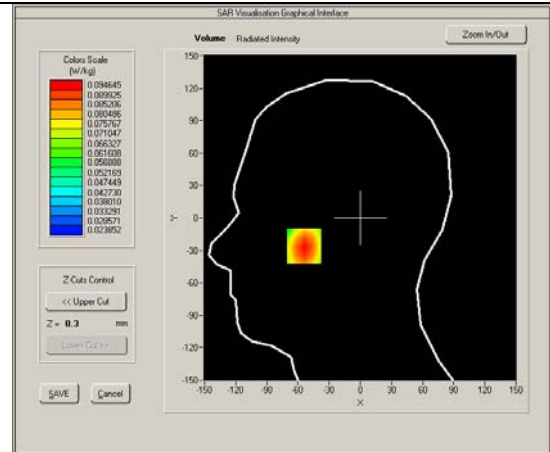 SAR Visualisation Graphical Interface
Volume Radiated Intensity
Zoom In/Out
Colors Scale
(W/kg)
0.094645
0.089925
0.085206
0.080486
0.075767
0.071047
0.066327
0.061608
0.056888
0.052169
0.047449
0.042730
0.038010
0.033291
0.028571
0.023852
Z Cuts Control
<< Upper Cut
Z = 0.3 mm
Lower Cut >>
SAVE
Cancel
150
120
90
60
30
0
-30
-60
-90
-120
-150
Y
-150 -120 -90 -60 -30 0 30 60 90 120 150
X